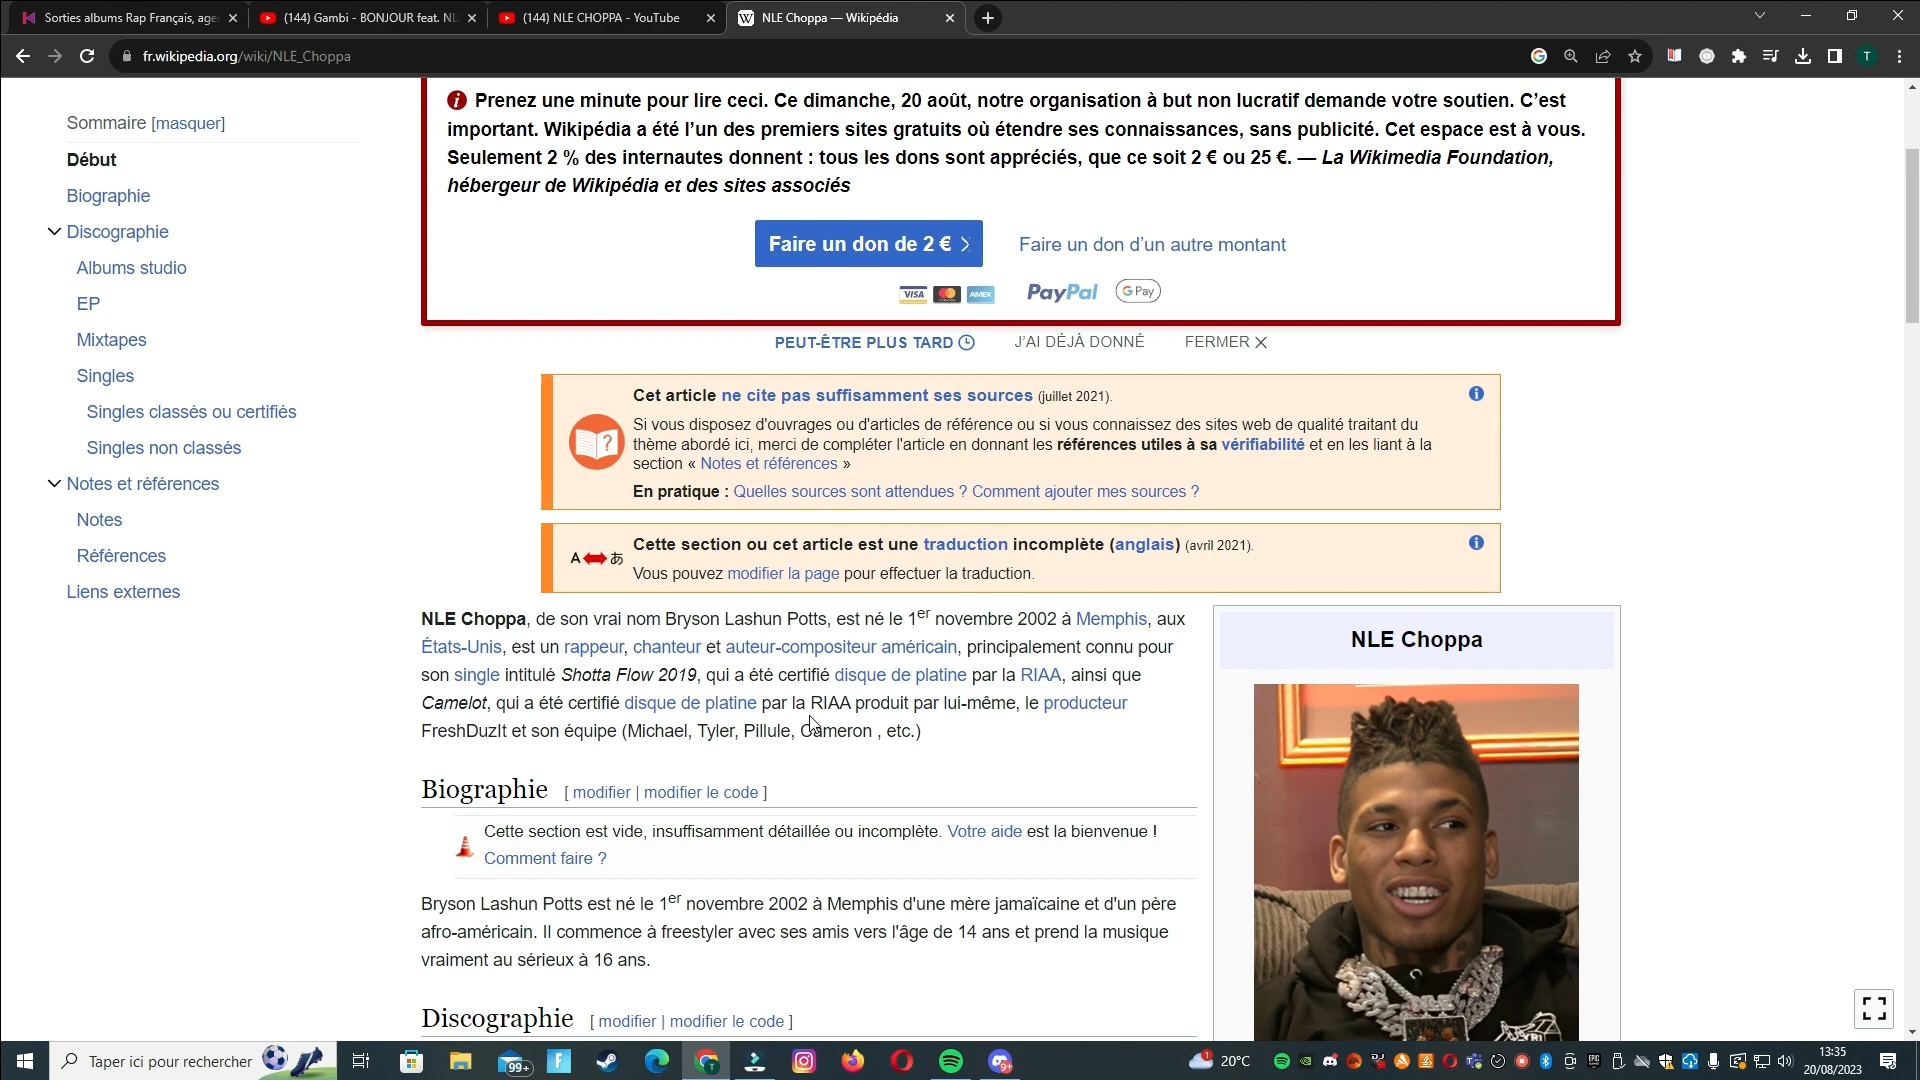 Sorties albums Rap Français, age
(144) Gambi - BONJOUR feat. NL
(144) NLE CHOPPA - YouTube
NLE Choppa — Wikipédia
fr.wikipedia.org/wiki/NLE_Choppa
T
Prenez une minute pour lire ceci. Ce dimanche, 20 août, notre organisation à but non lucratif demande votre soutien. C’est
important. Wikipédia a été l’un des premiers sites gratuits où étendre ses connaissances, sans publicité. Cet espace est à vous.
Seulement 2 % des internautes donnent : tous les dons sont appréciés, que ce soit 2 € ou 25 €. — La Wikimedia Foundation,
hébergeur de Wikipédia et des sites associés
Faire un don de 2 €
Faire un don d’un autre montant
VISA
AMEX
PayPal
G Pay
PEUT-ÊTRE PLUS TARD
J’AI DÉJÀ DONNÉ
FERMER
Sommaire [masquer]
Début
Biographie
Discographie
Albums studio
EP
Mixtapes
Singles
Singles classés ou certifiés
Singles non classés
Notes et références
Notes
Références
Liens externes
Cet article ne cite pas suffisamment ses sources (juillet 2021).
Si vous disposez d'ouvrages ou d'articles de référence ou si vous connaissez des sites web de qualité traitant du
thème abordé ici, merci de compléter l'article en donnant les références utiles à sa vérifiabilité et en les liant à la
section « Notes et références »
En pratique : Quelles sources sont attendues ? Comment ajouter mes sources ?
A あ
Cette section ou cet article est une traduction incomplète (anglais) (avril 2021).
Vous pouvez modifier la page pour effectuer la traduction.
NLE Choppa, de son vrai nom Bryson Lashun Potts, est né le 1er novembre 2002 à Memphis, aux
États-Unis, est un rappeur, chanteur et auteur-compositeur américain, principalement connu pour
son single intitulé Shotta Flow 2019, qui a été certifié disque de platine par la RIAA, ainsi que
Camelot, qui a été certifié disque de platine par la RIAA produit par lui-même, le producteur
FreshDuzIt et son équipe (Michael, Tyler, Pillule, Cameron , etc.)
NLE Choppa
Biographie [ modifier | modifier le code ]
Cette section est vide, insuffisamment détaillée ou incomplète. Votre aide est la bienvenue !
Comment faire ?
Bryson Lashun Potts est né le 1er novembre 2002 à Memphis d'une mère jamaïcaine et d'un père
afro-américain. Il commence à freestyler avec ses amis vers l'âge de 14 ans et prend la musique
vraiment au sérieux à 16 ans.
Discographie [ modifier | modifier le code ]
Taper ici pour rechercher
99+
20°C
13:35
20/08/2023